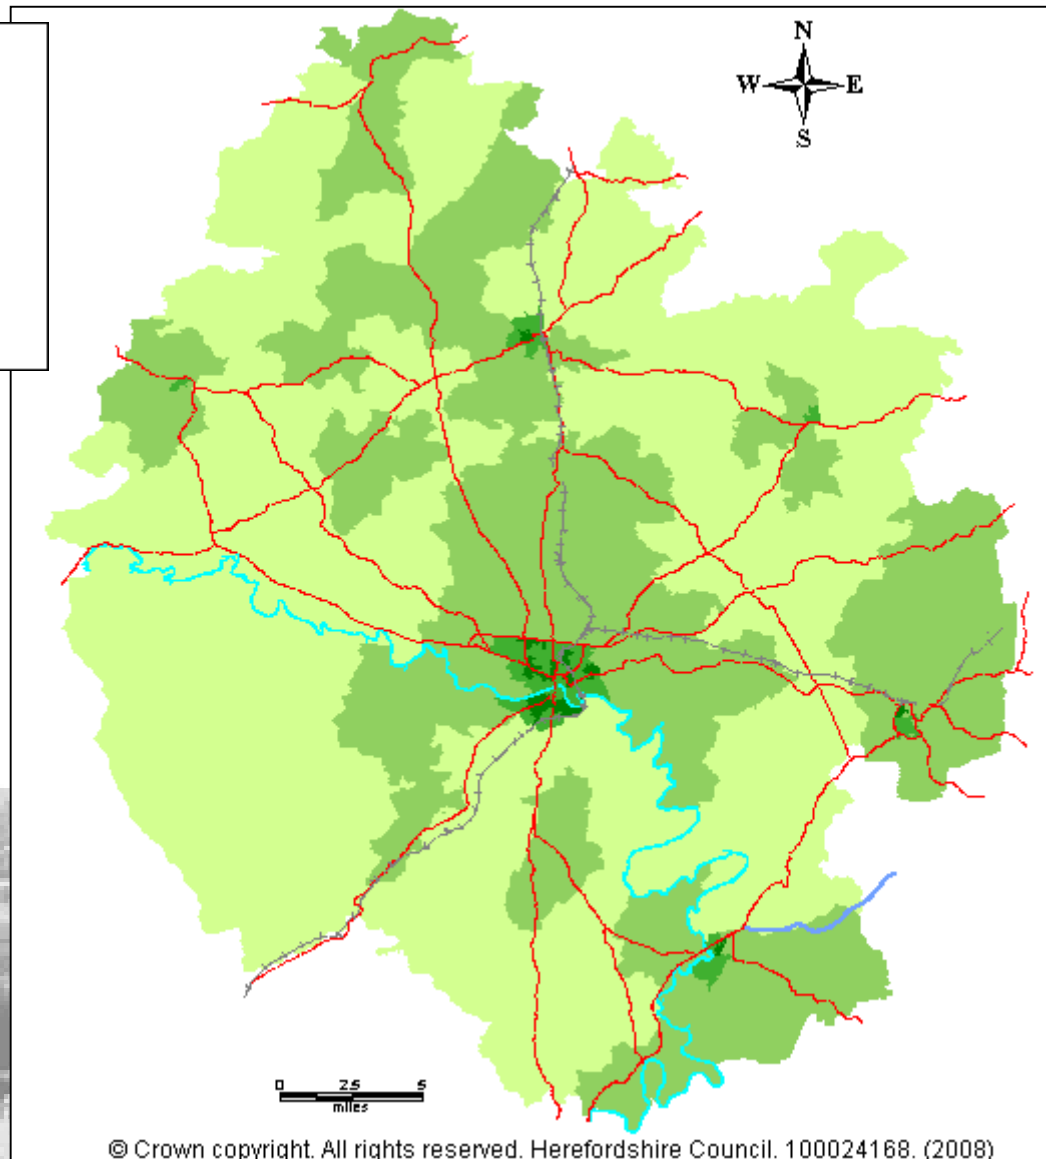 N
W E
S
0 2.5 5
miles
© Crown copyright. All rights reserved. Herefordshire Council. 100024168. (2008)